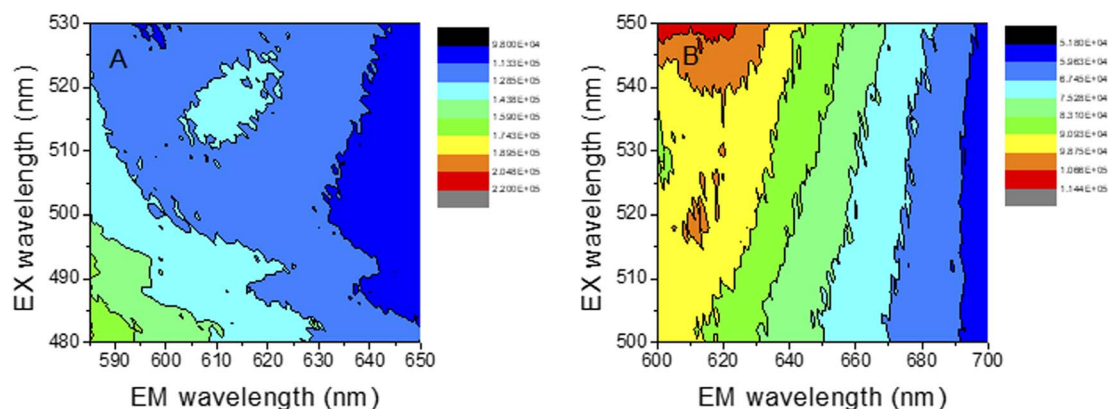 A
EX wavelength (nm)
530
520
510
500
490
480
590 600 610 620 630 640 650
EM wavelength (nm)
9.800E+04
1.133E+05
1.285E+05
1.438E+05
1.590E+05
1.743E+05
1.895E+05
2.048E+05
2.200E+05
B
EX wavelength (nm)
550
540
530
520
510
500
600 620 640 660 680 700
EM wavelength (nm)
5.180E+04
5.963E+04
6.745E+04
7.528E+04
8.310E+04
9.093E+04
9.875E+04
1.066E+05
1.144E+05